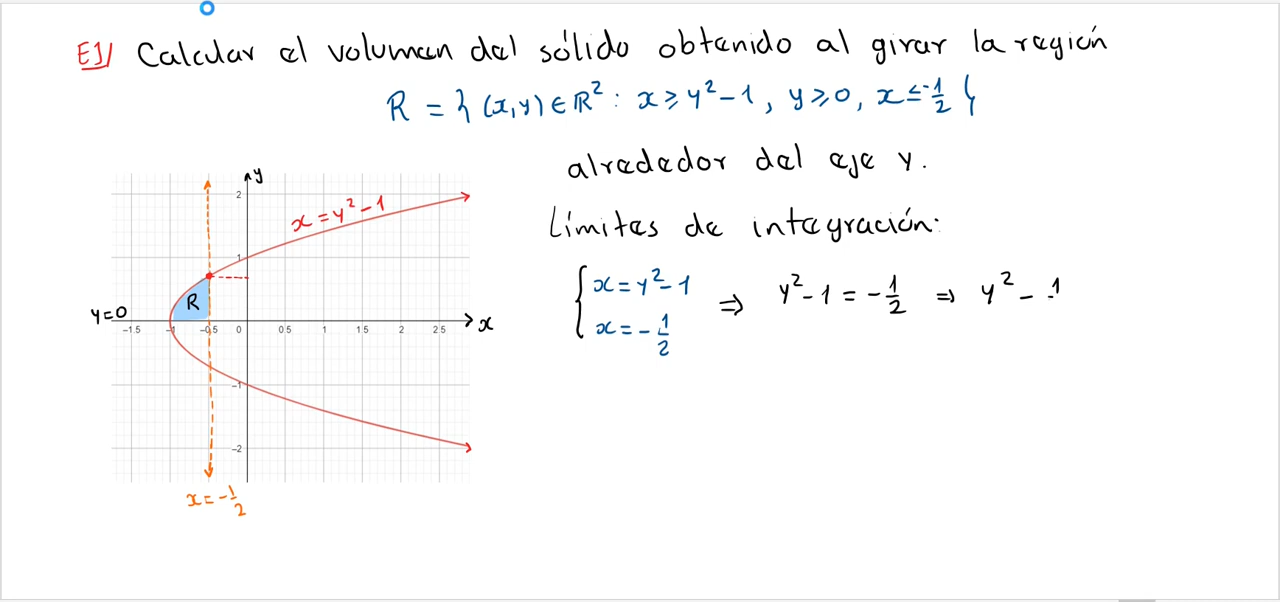 E1/ Calcular el volumen del sólido obtenido al girar la región
R = { (x,y) ∈ ℝ² : x ≥ y² - 1 , y ≥ 0 , x ≤ -1/2 }
alrededor del eje y.
Límites de integración:
{ x = y² - 1
x = -1/2
⇒ y² - 1 = -1/2 ⇒ y² - 1
y
x = y² - 1
R
y=0
x
x = -1/2
2
1
-1
-2
-1.5 -1 -0.5 0 0.5 1 1.5 2 2.5